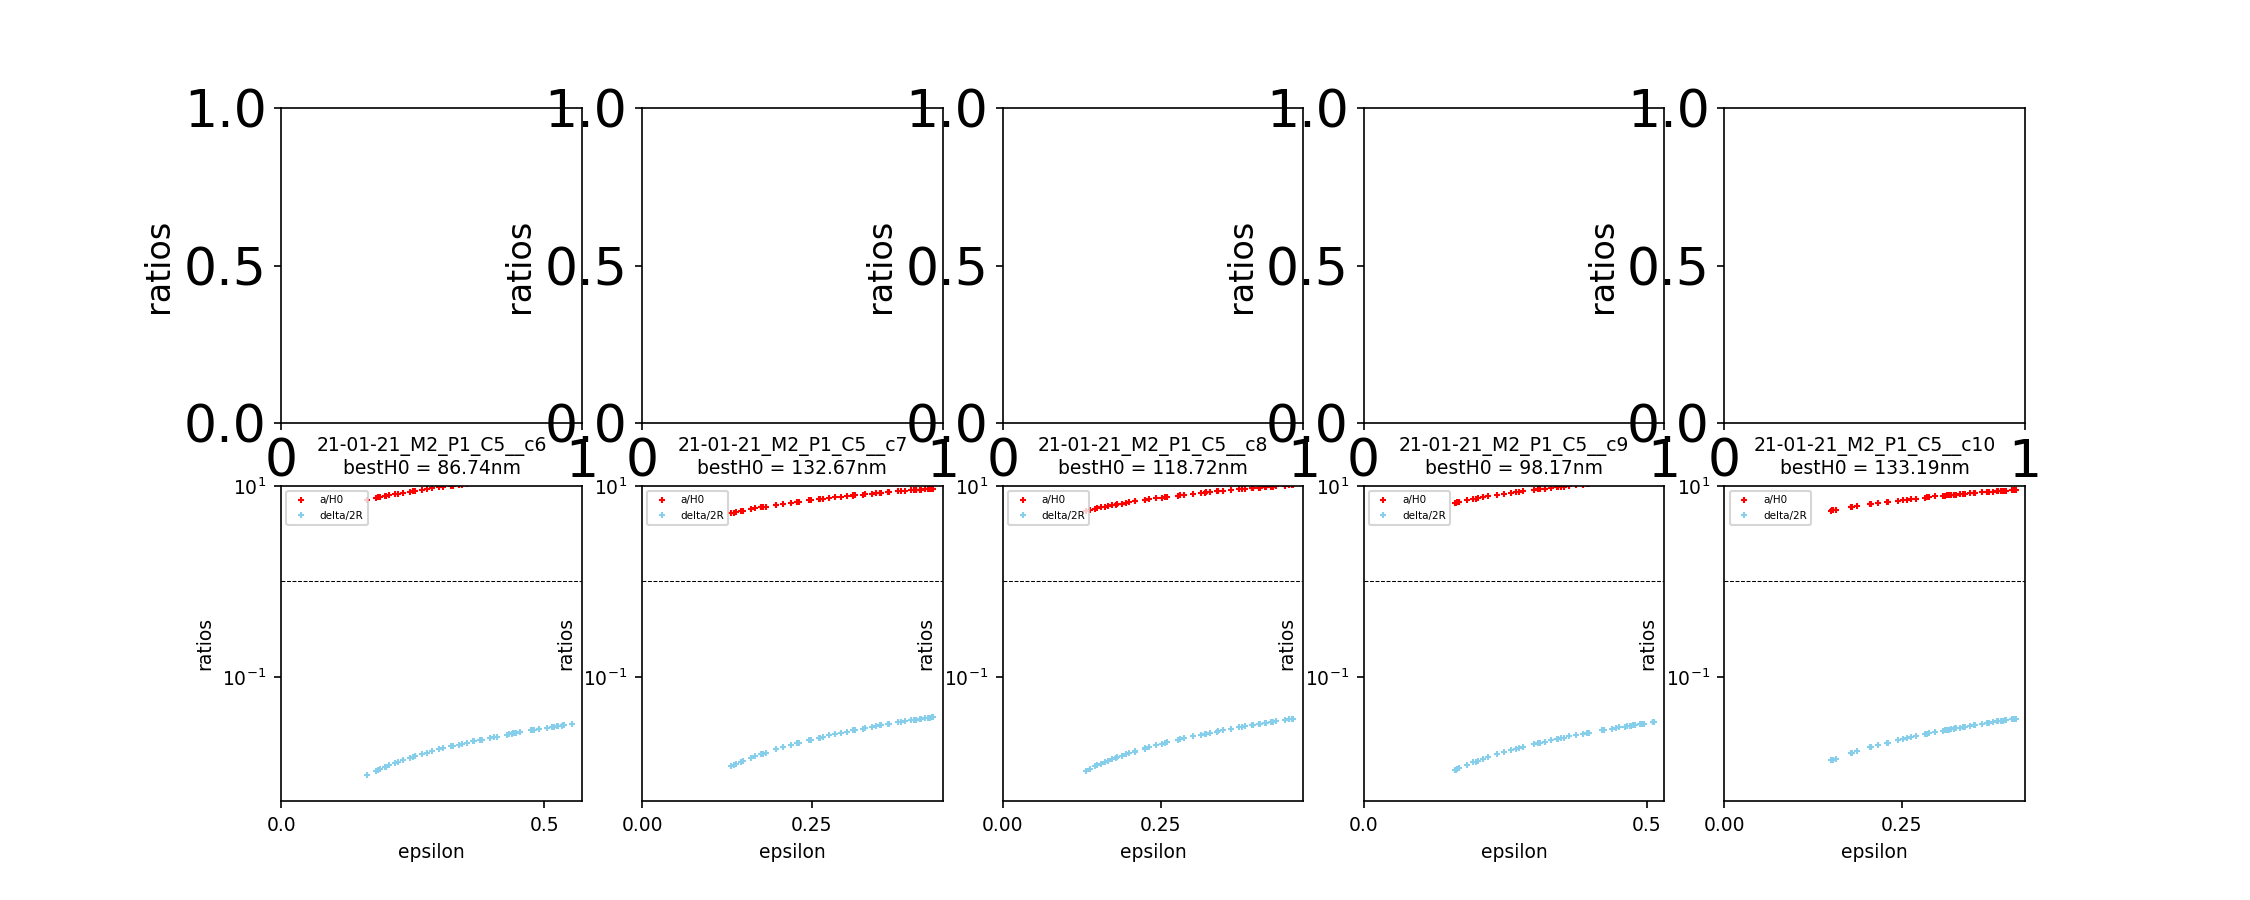 1.0 1.0 1.0 1.0 1.0
ratios ratios ratios ratios ratios
0.5 0.5 0.5 0.5 0.5
0.0 0.0 0.0 0.0 0.0
0 1 0 1 0 1 0 1 0 1
21-01-21_M2_P1_C5__c6
bestH0 = 86.74nm
21-01-21_M2_P1_C5__c7
bestH0 = 132.67nm
21-01-21_M2_P1_C5__c8
bestH0 = 118.72nm
21-01-21_M2_P1_C5__c9
bestH0 = 98.17nm
21-01-21_M2_P1_C5__c10
bestH0 = 133.19nm
10¹ 10¹ 10¹ 10¹ 10¹
a/H0 a/H0 a/H0 a/H0 a/H0
delta/2R delta/2R delta/2R delta/2R delta/2R
ratios ratios ratios ratios ratios
10⁻¹ 10⁻¹ 10⁻¹ 10⁻¹ 10⁻¹
0.0 0.5 0.00 0.25 0.00 0.25 0.0 0.5 0.00 0.25
epsilon epsilon epsilon epsilon epsilon